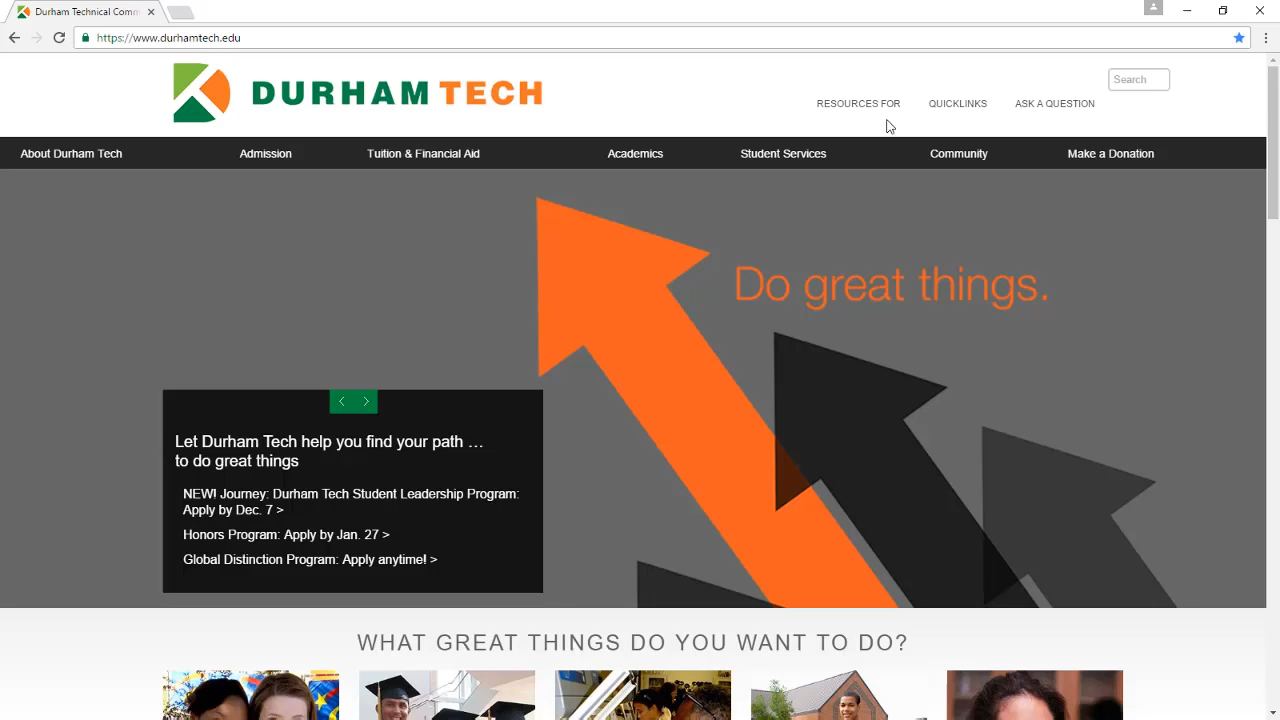 Durham Technical Comm
https://www.durhamtech.edu
DURHAM TECH
Search
RESOURCES FOR
QUICKLINKS
ASK A QUESTION
About Durham Tech
Admission
Tuition & Financial Aid
Academics
Student Services
Community
Make a Donation
Do great things.
Let Durham Tech help you find your path …
to do great things
NEW! Journey: Durham Tech Student Leadership Program:
Apply by Dec. 7 >
Honors Program: Apply by Jan. 27 >
Global Distinction Program: Apply anytime! >
WHAT GREAT THINGS DO YOU WANT TO DO?